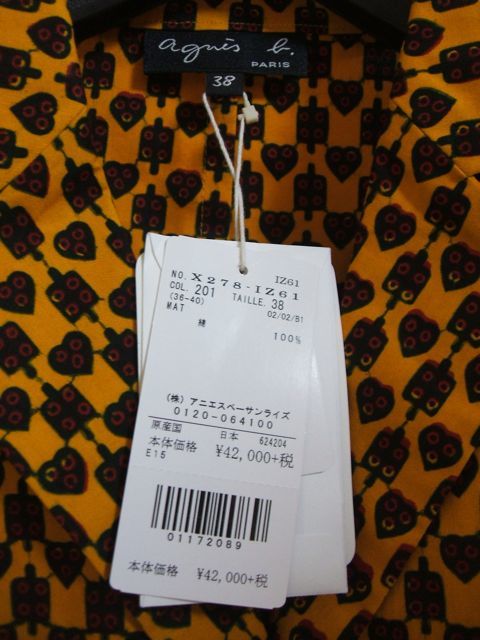 agnès b.
PARIS
38
IZ61
NO. X278-IZ61
COL. 201 TAILLE. 38
(36-40) 02/02/B1
MAT
綿 100%
(株) アニエスベーサンライズ
0120-064100
原産国 日本 624204
本体価格 ¥42,000+税
E15
01172089
本体価格 ¥42,000+税